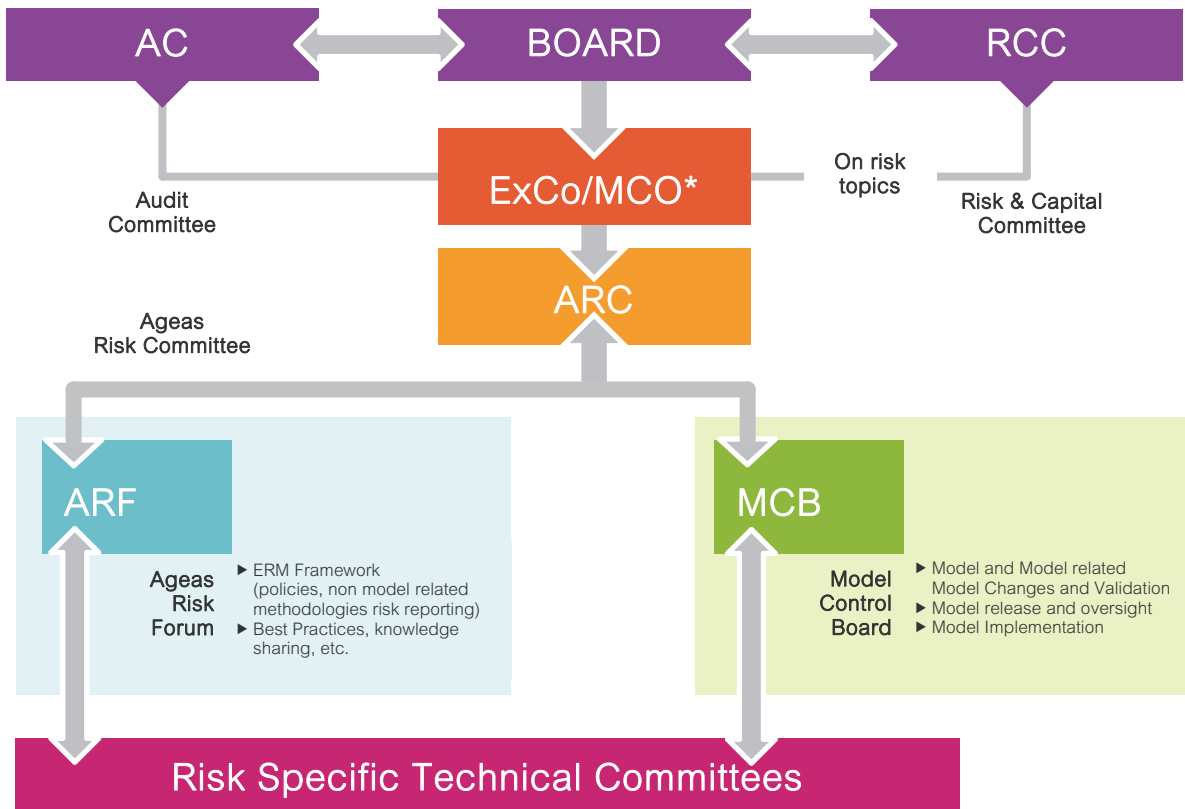 AC
BOARD
RCC
ExCo/MCO*
On risk
topics
Audit
Committee
Risk & Capital
Committee
ARC
Ageas
Risk Committee
ARF
Ageas
Risk
Forum
▶ ERM Framework
(policies, non model related
methodologies risk reporting)
▶ Best Practices, knowledge
sharing, etc.
MCB
Model
Control
Board
▶ Model and Model related
Model Changes and Validation
▶ Model release and oversight
▶ Model Implementation
Risk Specific Technical Committees